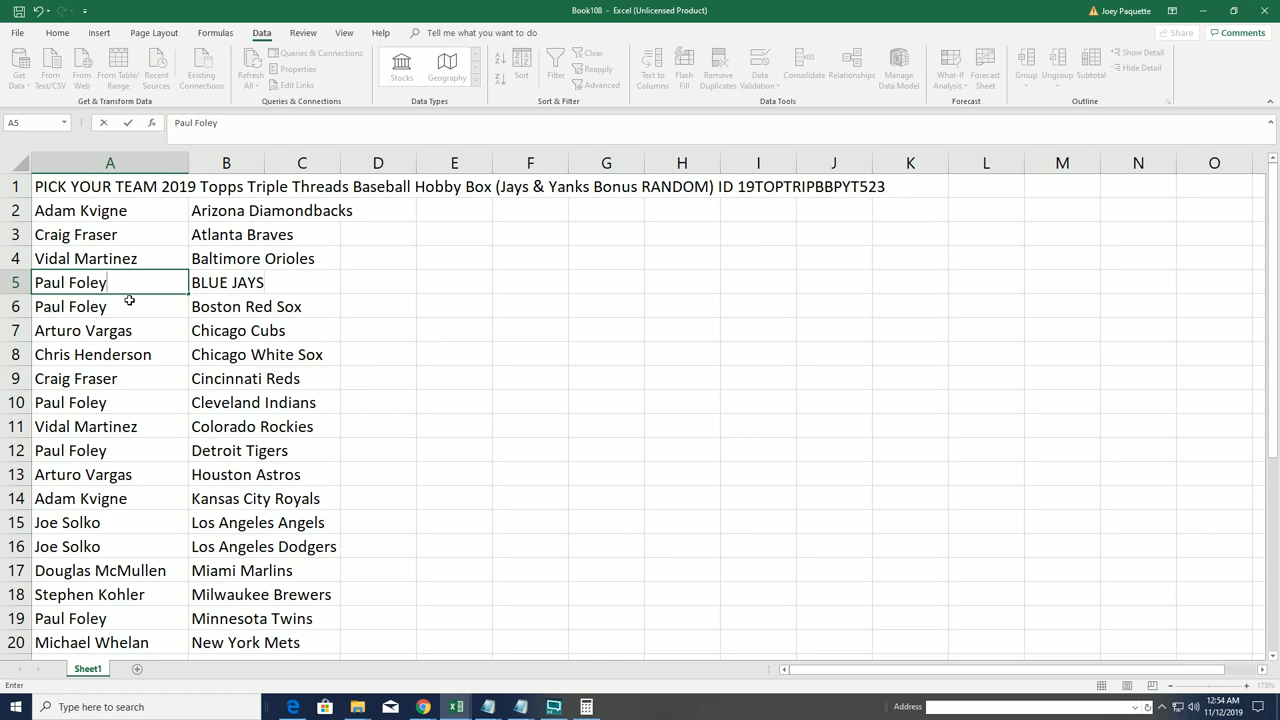 Book108 - Excel (Unlicensed Product)
Joey Paquette
File Home Insert Page Layout Formulas Data Review View Help Tell me what you want to do
Share Comments
Get Data From Text/CSV From Web From Table/Range Recent Sources Existing Connections
Get & Transform Data
Refresh All Queries & Connections Properties Edit Links
Queries & Connections
Stocks Geography
Data Types
Sort Filter Clear Reapply Advanced
Sort & Filter
Text to Columns Flash Fill Remove Duplicates Data Validation Consolidate Relationships Manage Data Model
Data Tools
What-If Analysis Forecast Sheet
Forecast
Group Ungroup Subtotal Show Detail Hide Detail
Outline
A5 fx Paul Foley
A B C D E F G H I J K L M N O
1 PICK YOUR TEAM 2019 Topps Triple Threads Baseball Hobby Box (Jays & Yanks Bonus RANDOM) ID 19TOPTRIPBBPYT523
2 Adam Kvigne Arizona Diamondbacks
3 Craig Fraser Atlanta Braves
4 Vidal Martinez Baltimore Orioles
5 Paul Foley BLUE JAYS
6 Paul Foley Boston Red Sox
7 Arturo Vargas Chicago Cubs
8 Chris Henderson Chicago White Sox
9 Craig Fraser Cincinnati Reds
10 Paul Foley Cleveland Indians
11 Vidal Martinez Colorado Rockies
12 Paul Foley Detroit Tigers
13 Arturo Vargas Houston Astros
14 Adam Kvigne Kansas City Royals
15 Joe Solko Los Angeles Angels
16 Joe Solko Los Angeles Dodgers
17 Douglas McMullen Miami Marlins
18 Stephen Kohler Milwaukee Brewers
19 Paul Foley Minnesota Twins
20 Michael Whelan New York Mets
Sheet1
Enter
178%
Type here to search
Address
12:54 AM
11/12/2019